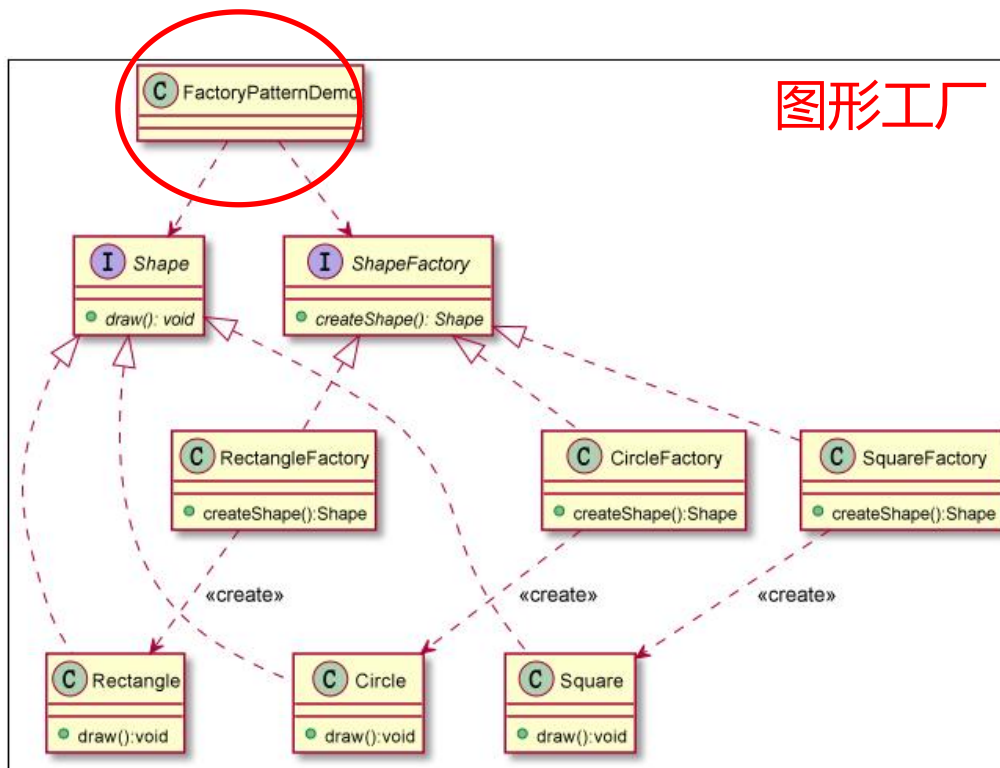 C FactoryPatternDemo
图形工厂
I Shape
draw(): void
I ShapeFactory
createShape(): Shape
C RectangleFactory
createShape():Shape
C CircleFactory
createShape():Shape
C SquareFactory
createShape():Shape
«create»
«create»
«create»
C Rectangle
draw():void
C Circle
draw():void
C Square
draw():void